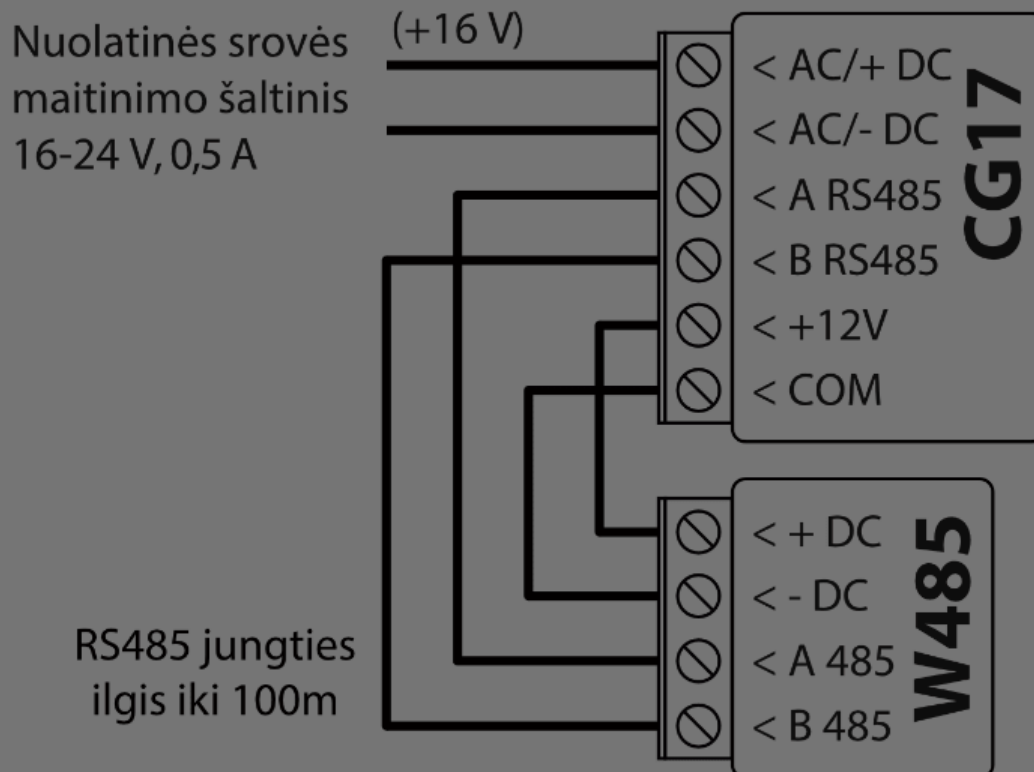 Nuolatinės srovės
maitinimo šaltinis
16-24 V, 0,5 A
(+16 V)
< AC/+ DC
< AC/- DC
< A RS485
< B RS485
< +12V
< COM
CG17
< + DC
< - DC
< A 485
< B 485
W485
RS485 jungties
ilgis iki 100m